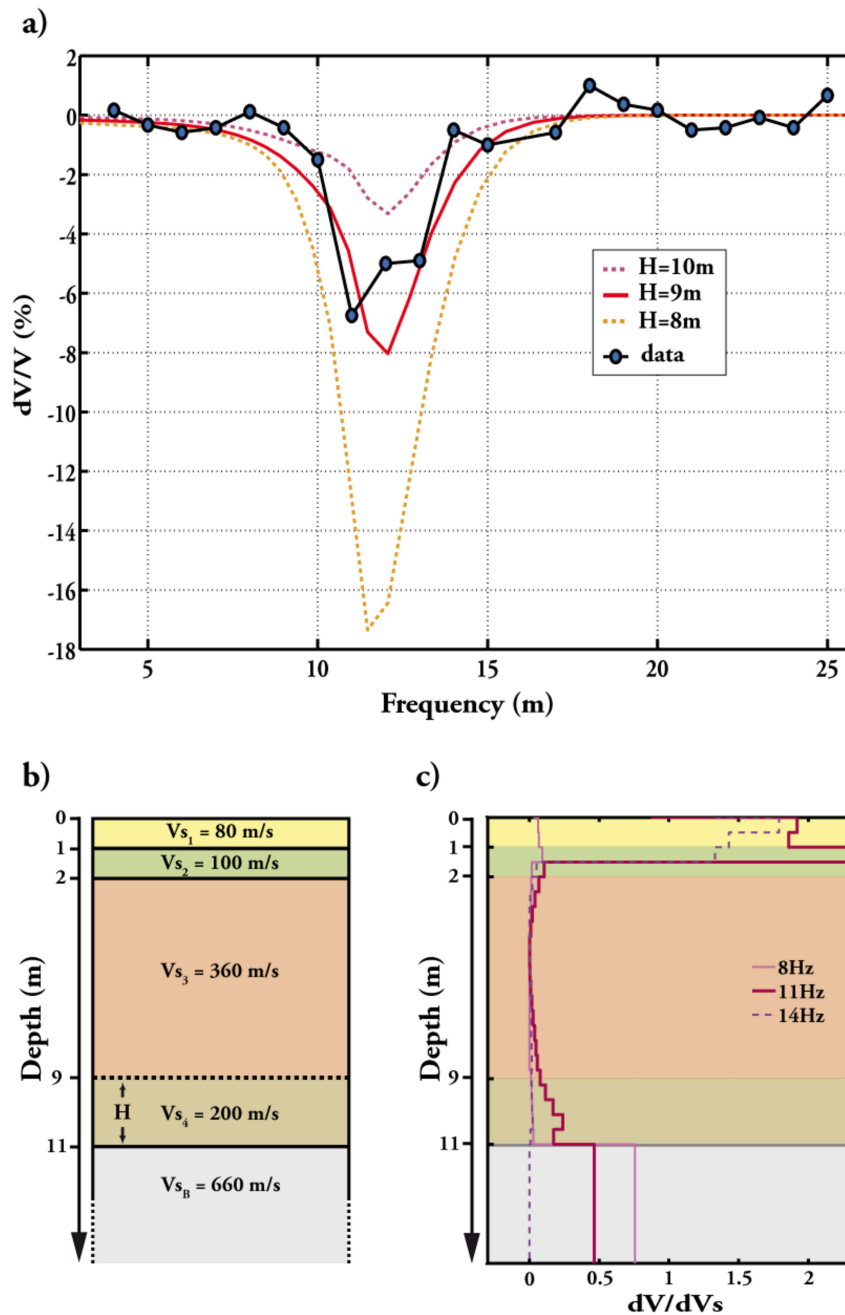 a)
2
0
-2
-4
-6
-8
-10
-12
-14
-16
-18
dV/V (%)
H=10m
H=9m
H=8m
data
5 10 15 20 25
Frequency (m)
b)
0
1
2
9
11
Depth (m)
Vs1 = 80 m/s
Vs2 = 100 m/s
Vs3 = 360 m/s
H Vs4 = 200 m/s
VsB = 660 m/s
c)
0
1
2
9
11
Depth (m)
8Hz
11Hz
14Hz
0 0.5 1 1.5 2
dV/dVs